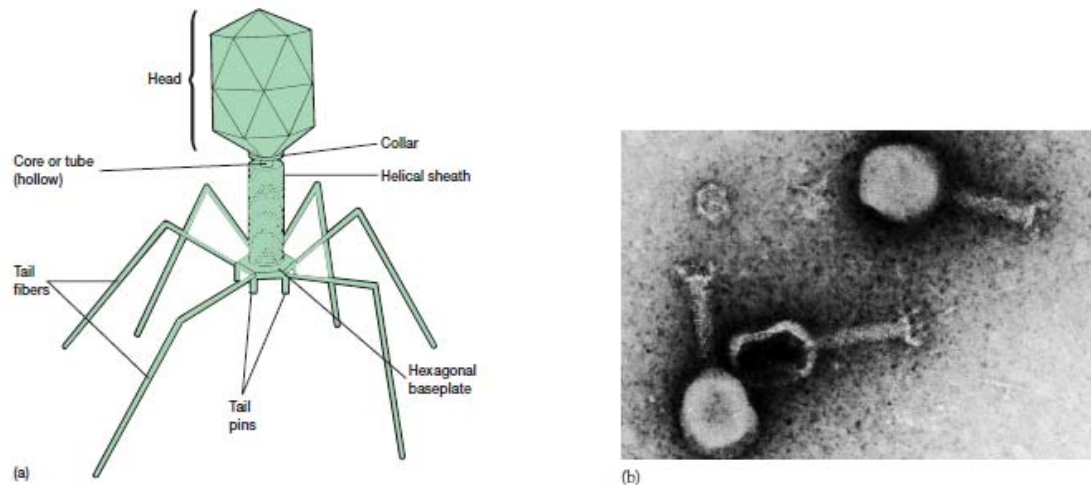 Head
Collar
Core or tube
(hollow)
Helical sheath
Tail
fibers
Hexagonal
baseplate
Tail
pins
(a)
(b)